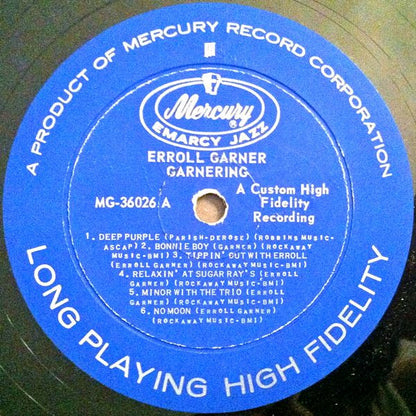 A PRODUCT OF MERCURY RECORD CORPORATION
Mercury ®
EMARCY JAZZ
ERROLL GARNER
GARNERING
MG-36026 A
A Custom High
Fidelity
Recording
1. DEEP PURPLE (PARISH-DEROSE) (ROBBINS MUSIC-
ASCAP) 2. BONNIE BOY (GARNER) (ROCKAWAY
MUSIC-BMI) 3. TIPPIN' OUT WITH ERROLL
(ERROLL GARNER) (ROCKAWAY MUSIC-BMI)
4. RELAXIN' AT SUGAR RAY'S (ERROLL
GARNER) (ROCKAWAY MUSIC-BMI)
5. MINOR WITH THE TRIO (ERROLL
GARNER) (ROCKAWAY MUSIC-BMI)
6. NO MOON (ERROLL GARNER)
(ROCKAWAY MUSIC-BMI)
LONG PLAYING HIGH FIDELITY